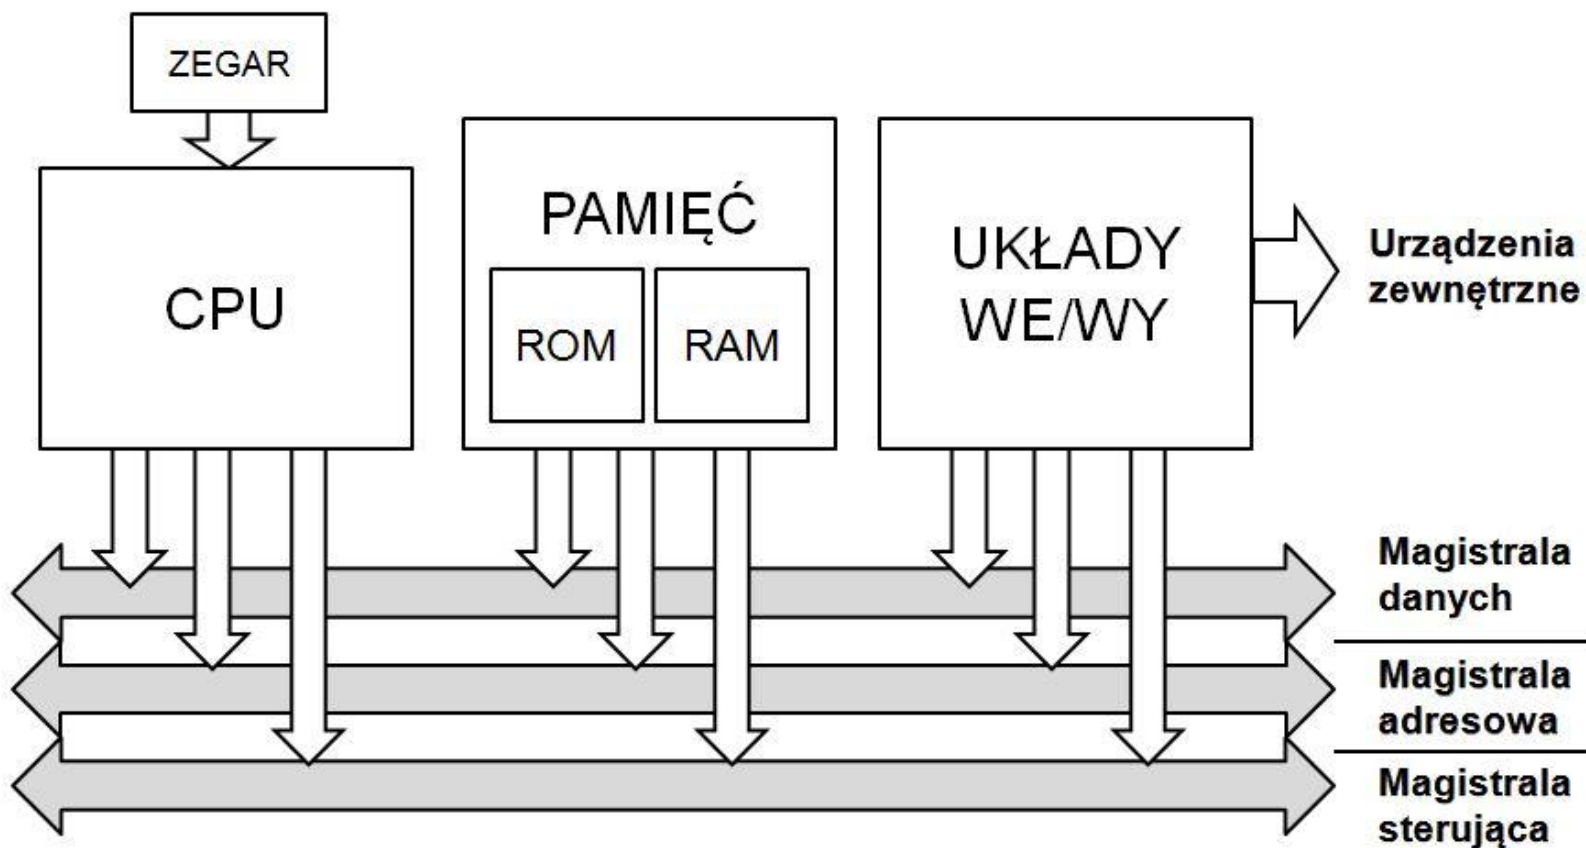 ZEGAR
CPU
PAMIĘĆ
ROM
RAM
UKŁADY
WE/WY
Urządzenia
zewnętrzne
Magistrala
danych
Magistrala
adresowa
Magistrala
sterująca